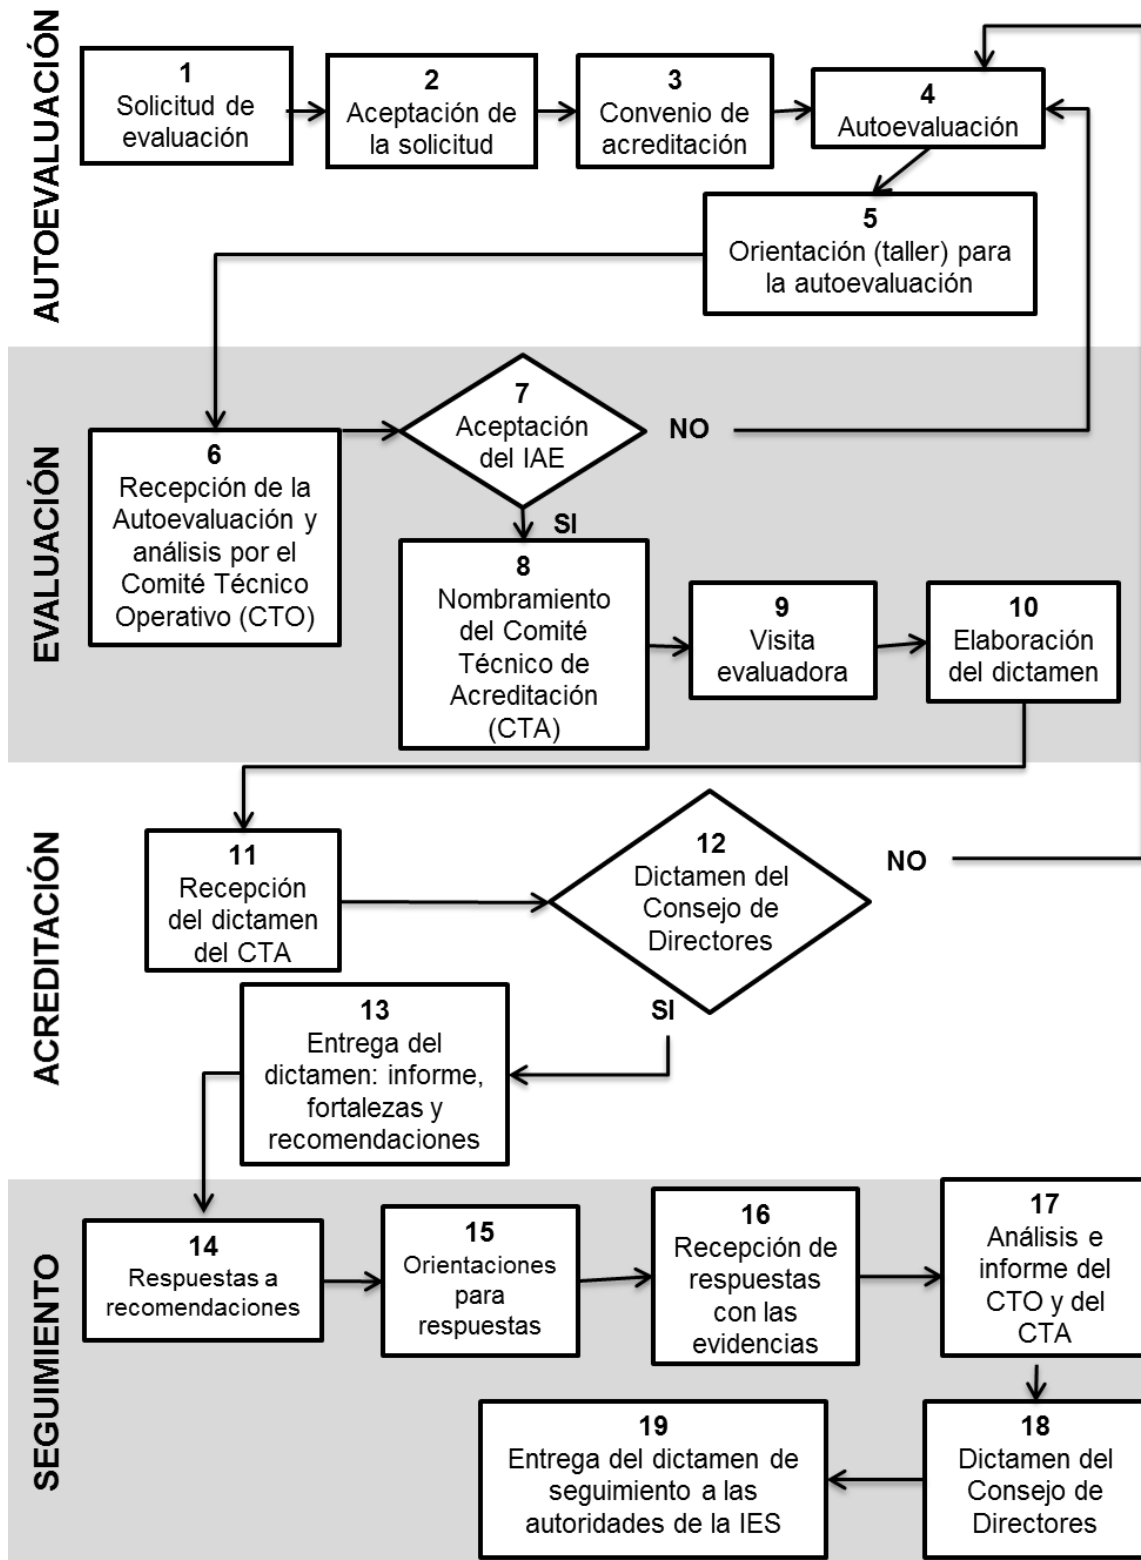 AUTOEVALUACIÓN
1
Solicitud de
evaluación
2
Aceptación de
la solicitud
3
Convenio de
acreditación
4
Autoevaluación
5
Orientación (taller) para
la autoevaluación
EVALUACIÓN
6
Recepción de la
Autoevaluación y
análisis por el
Comité Técnico
Operativo (CTO)
7
Aceptación
del IAE
NO
SI
8
Nombramiento
del Comité
Técnico de
Acreditación
(CTA)
9
Visita
evaluadora
10
Elaboración
del dictamen
ACREDITACIÓN
11
Recepción
del dictamen
del CTA
12
Dictamen del
Consejo de
Directores
NO
SI
13
Entrega del
dictamen: informe,
fortalezas y
recomendaciones
SEGUIMIENTO
14
Respuestas a
recomendaciones
15
Orientaciones
para
respuestas
16
Recepción de
respuestas
con las
evidencias
17
Análisis e
informe del
CTO y del
CTA
18
Dictamen del
Consejo de
Directores
19
Entrega del dictamen de
seguimiento a las
autoridades de la IES